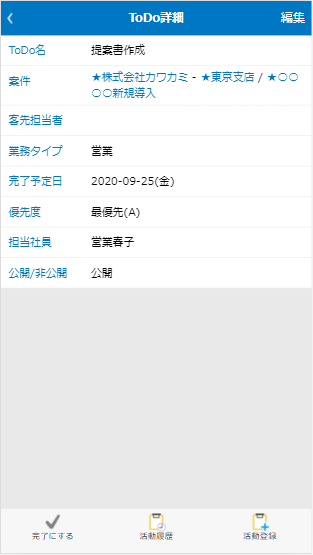 ToDo詳細 編集
ToDo名 提案書作成
案件 ★株式会社カワカミ - ★東京支店 / ★○○
○○新規導入
客先担当者
業務タイプ 営業
完了予定日 2020-09-25(金)
優先度 最優先(A)
担当社員 営業春子
公開/非公開 公開
完了にする 活動履歴 活動登録